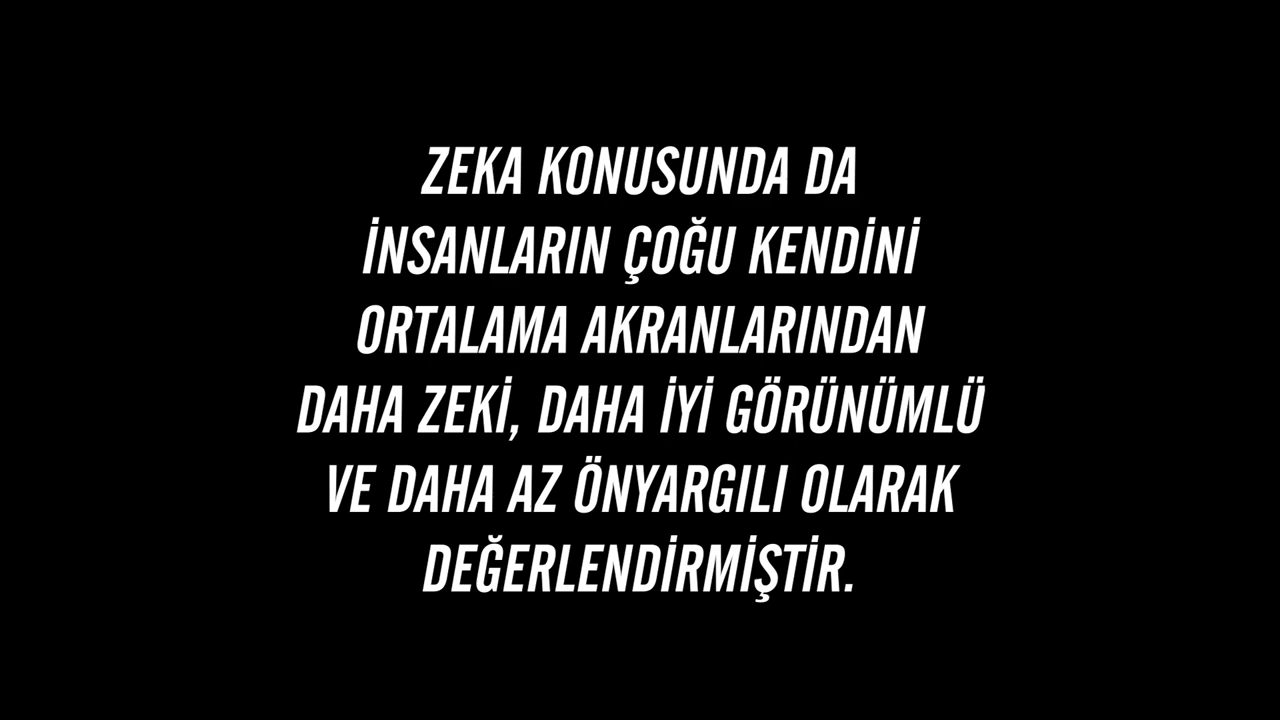 ZEKA KONUSUNDA DA
İNSANLARIN ÇOĞU KENDİNİ
ORTALAMA AKRANLARINDAN
DAHA ZEKİ, DAHA İYİ GÖRÜNÜMLÜ
VE DAHA AZ ÖNYARGILI OLARAK
DEĞERLENDİRMİŞTİR.